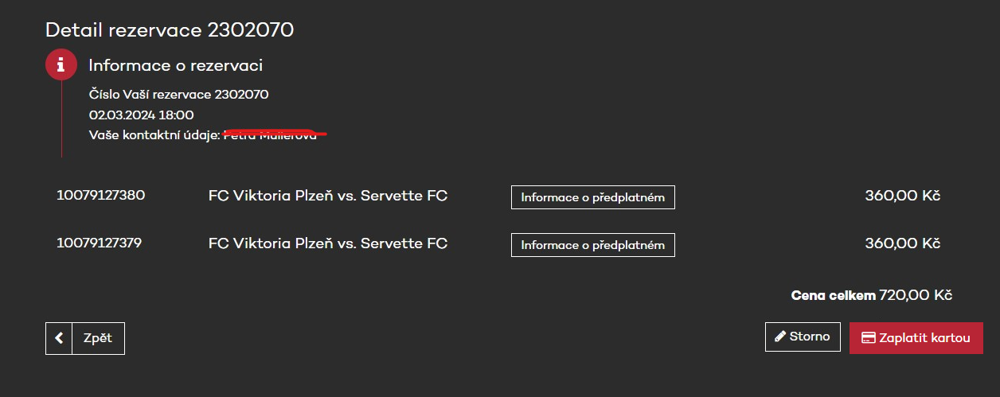 Detail rezervace 2302070
Informace o rezervaci
Číslo Vaší rezervace 2302070
02.03.2024 18:00
Vaše kontaktní údaje:
10079127380 FC Viktoria Plzeň vs. Servette FC Informace o předplatném 360,00 Kč
10079127379 FC Viktoria Plzeň vs. Servette FC Informace o předplatném 360,00 Kč
Cena celkem 720,00 Kč
Zpět Storno Zaplatit kartou